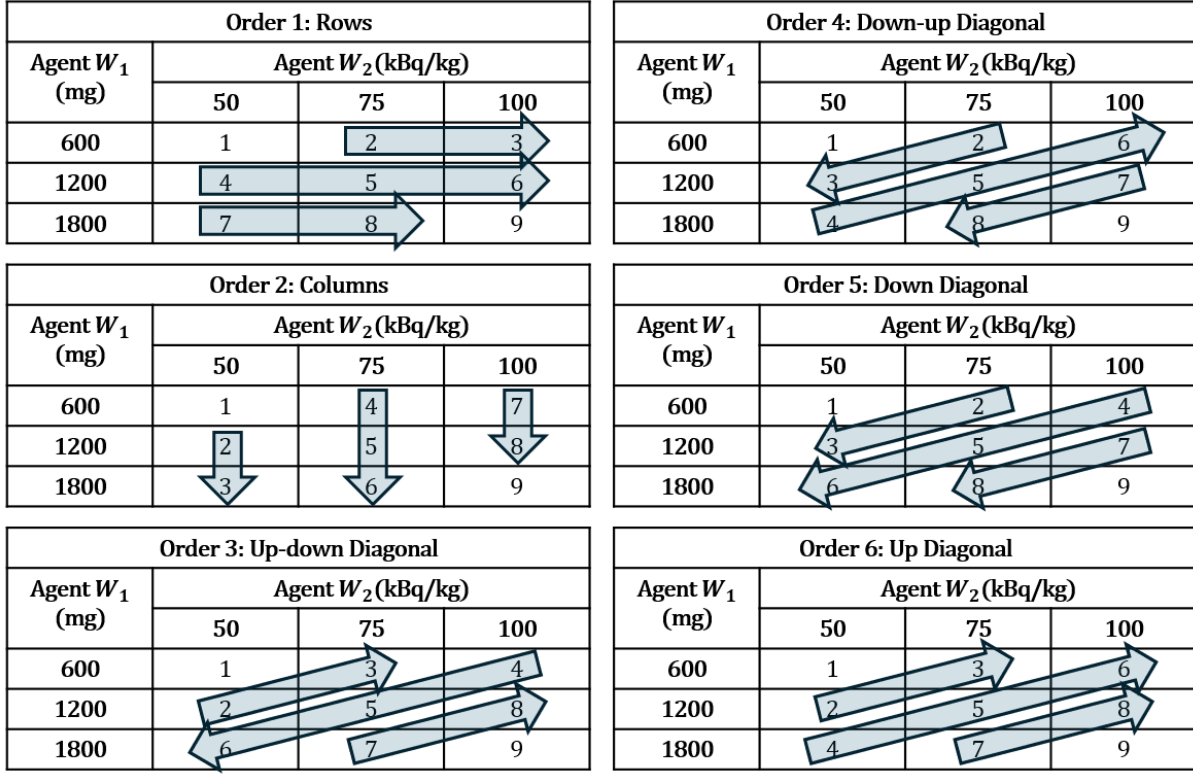 Order 1: Rows
Agent W₁ (mg) Agent W₂ (kBq/kg)
50 75 100
600 1 2 3
1200 4 5 6
1800 7 8 9
Order 2: Columns
Agent W₁ (mg) Agent W₂ (kBq/kg)
50 75 100
600 1 4 7
1200 2 5 8
1800 3 6 9
Order 3: Up-down Diagonal
Agent W₁ (mg) Agent W₂ (kBq/kg)
50 75 100
600 1 3 4
1200 2 5 8
1800 6 7 9
Order 4: Down-up Diagonal
Agent W₁ (mg) Agent W₂ (kBq/kg)
50 75 100
600 1 2 6
1200 3 5 7
1800 4 8 9
Order 5: Down Diagonal
Agent W₁ (mg) Agent W₂ (kBq/kg)
50 75 100
600 1 2 4
1200 3 5 7
1800 6 8 9
Order 6: Up Diagonal
Agent W₁ (mg) Agent W₂ (kBq/kg)
50 75 100
600 1 3 6
1200 2 5 8
1800 4 7 9